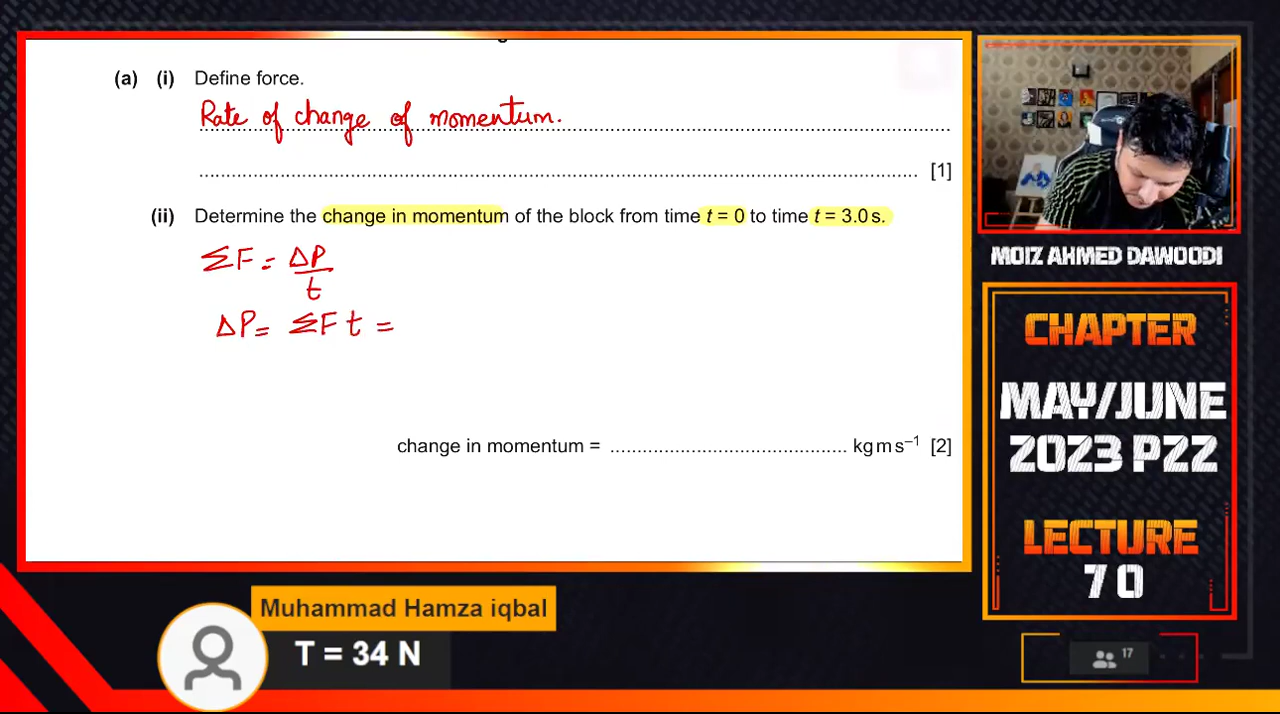 (a) (i) Define force.
Rate of change of momentum.
[1]
(ii) Determine the change in momentum of the block from time t = 0 to time t = 3.0 s.
ΣF = ΔP
t
ΔP = ΣF t =
change in momentum = .......................................... kg m s⁻¹ [2]
MOIZ AHMED DAWOODI
CHAPTER
MAY/JUNE
2023 P22
LECTURE
70
Muhammad Hamza iqbal
T = 34 N
17